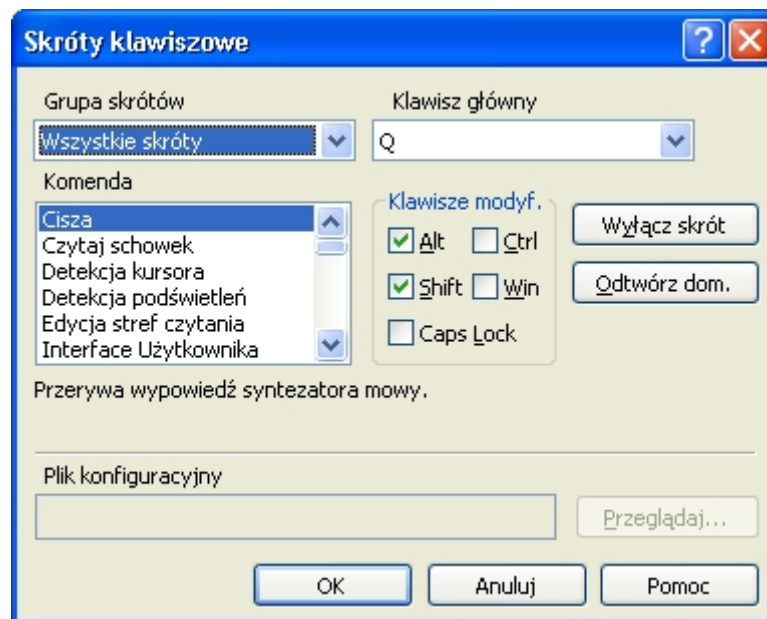 Skróty klawiszowe
Grupa skrótów
Klawisz główny
Wszystkie skróty
Q
Komenda
Cisza
Czytaj schowek
Detekcja kursora
Detekcja podświetleń
Edycja stref czytania
Interface Użytkownika
Klawisze modyf.
Alt
Ctrl
Shift
Win
Caps Lock
Wyłącz skrót
Odtwórz dom.
Przerywa wypowiedź syntezatora mowy.
Plik konfiguracyjny
Przeglądaj...
OK
Anuluj
Pomoc